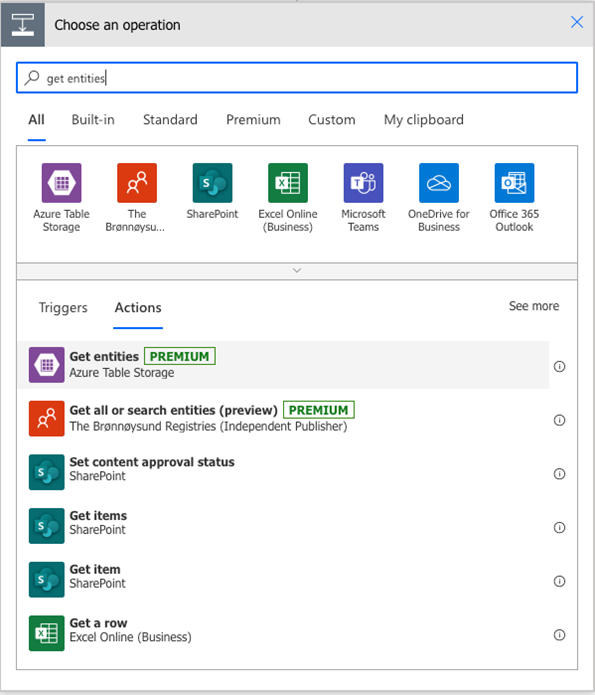 Choose an operation
get entities
All
Built-in
Standard
Premium
Custom
My clipboard
Azure Table
Storage
The
Brønnøysu...
SharePoint
Excel Online
(Business)
Microsoft
Teams
OneDrive for
Business
Office 365
Outlook
Triggers
Actions
See more
Get entities PREMIUM
Azure Table Storage
Get all or search entities (preview) PREMIUM
The Brønnøysund Registries (Independent Publisher)
Set content approval status
SharePoint
Get items
SharePoint
Get item
SharePoint
Get a row
Excel Online (Business)